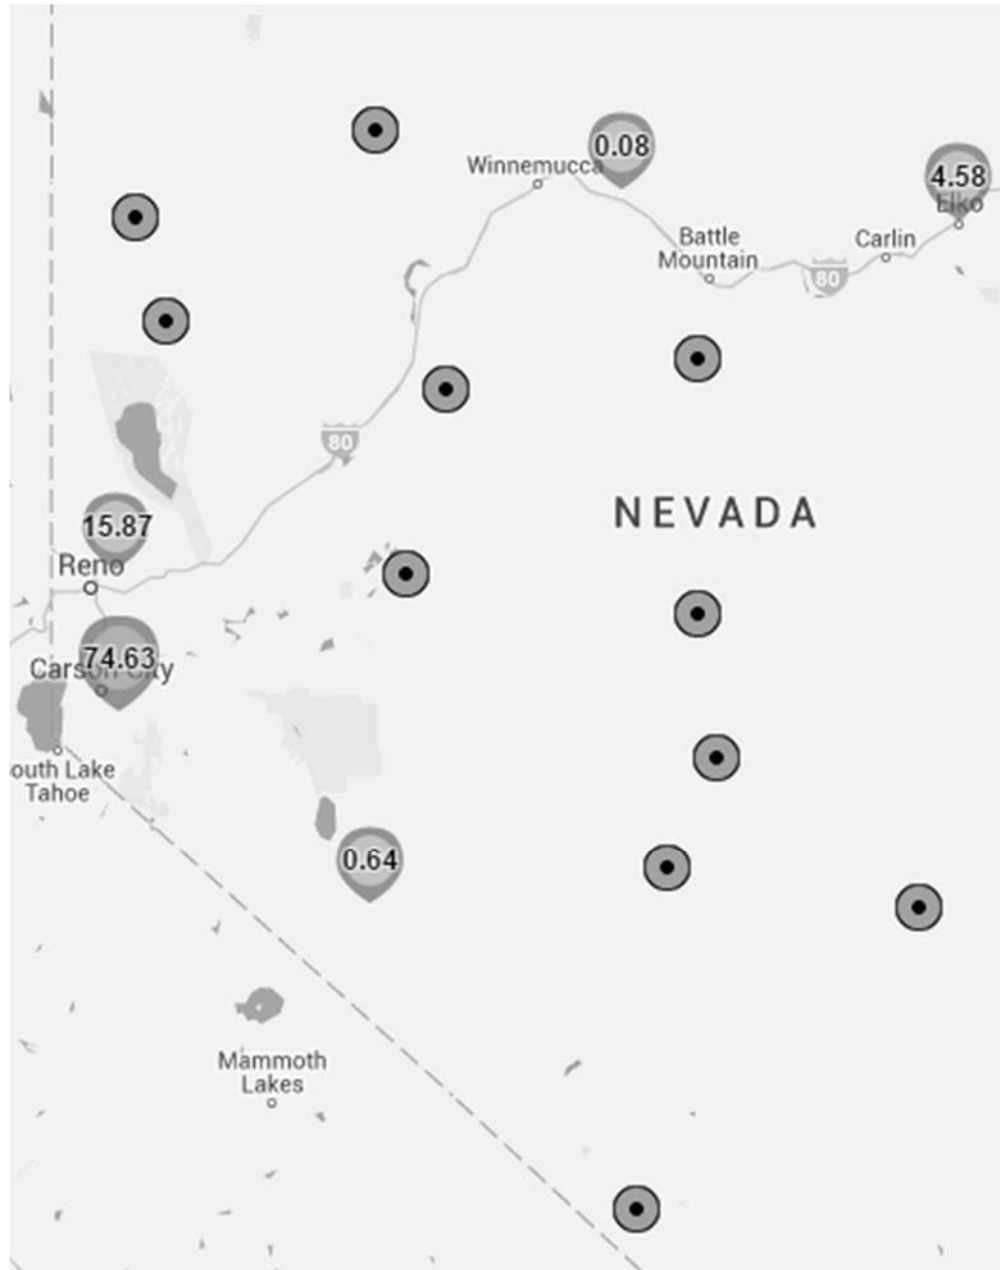 0.08
Winnemucca
4.58
Elko
Battle
Mountain
Carlin
80
80
NEVADA
15.87
Reno
74.63
Carson City
outh Lake
Tahoe
0.64
Mammoth
Lakes